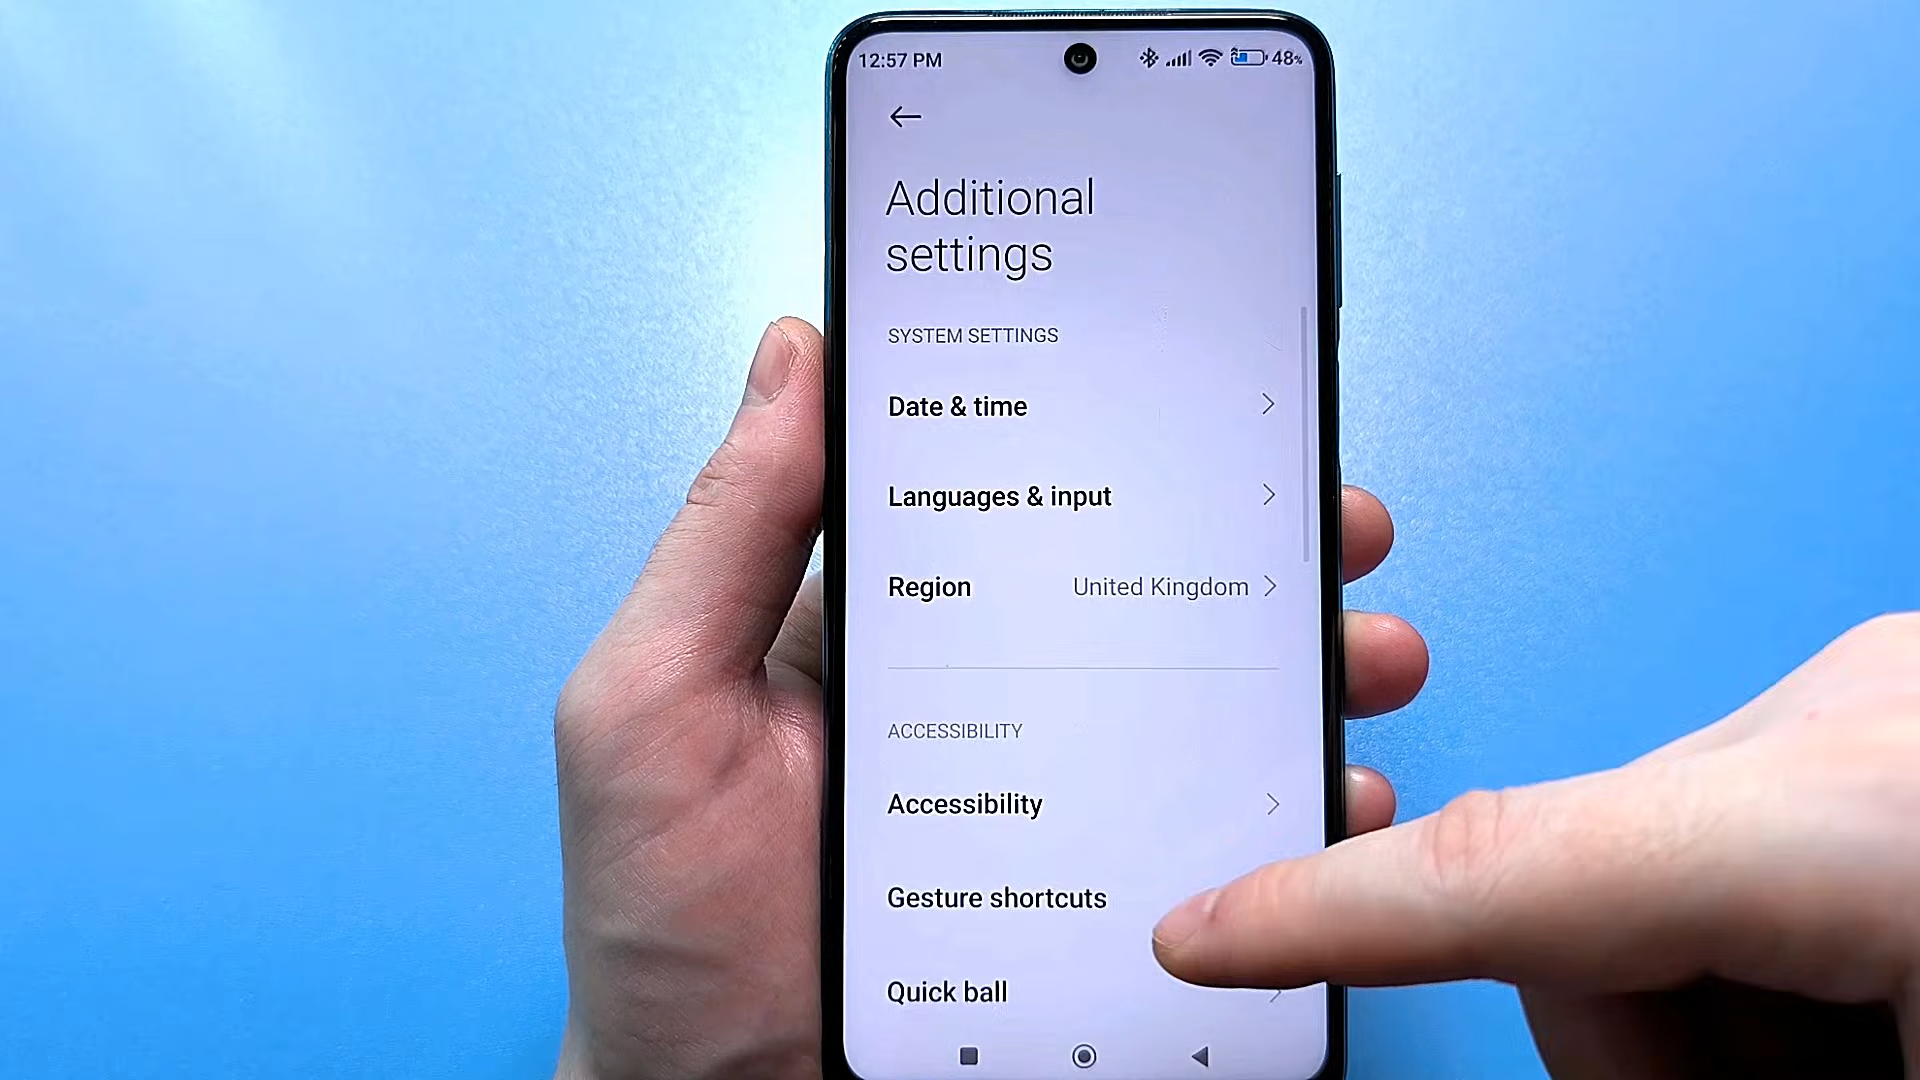 12:57 PM 48%
Additional
settings
SYSTEM SETTINGS
Date & time
Languages & input
Region United Kingdom
ACCESSIBILITY
Accessibility
Gesture shortcuts
Quick ball